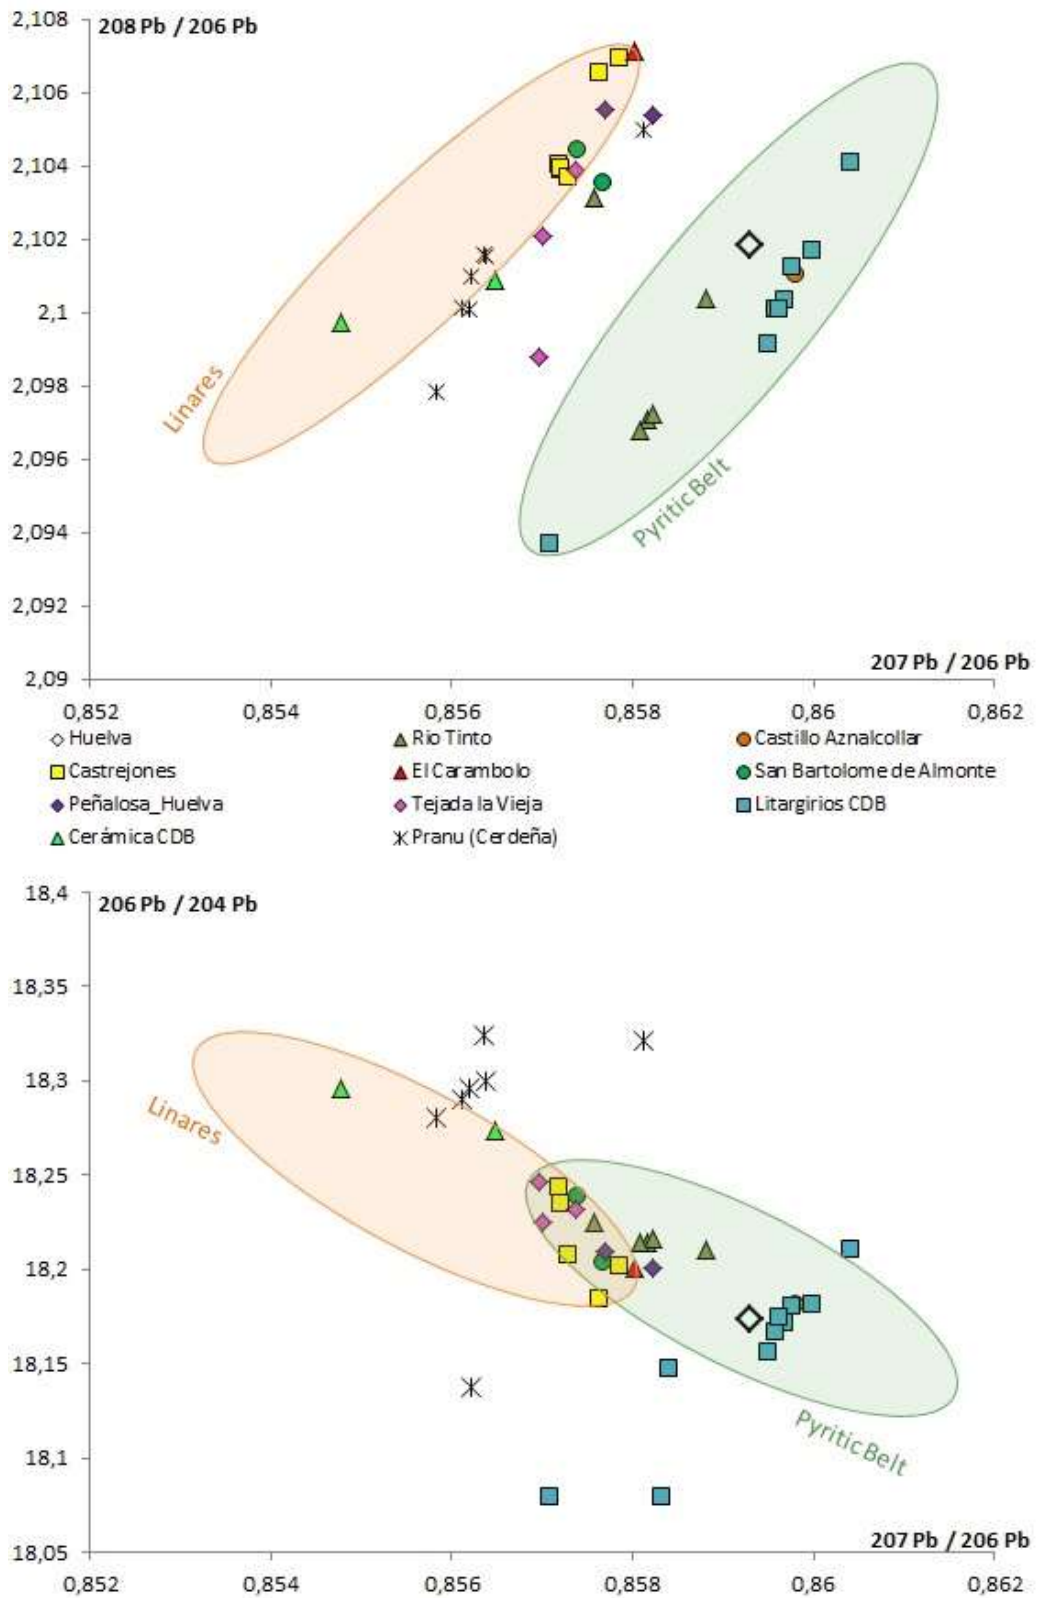 2,108
208 Pb / 206 Pb
2,106
2,104
2,102
2,1
2,098
2,096
2,094
2,092
2,09
Linares
Pyritic Belt
207 Pb / 206 Pb
0,852 0,854 0,856 0,858 0,86 0,862
Huelva Rio Tinto Castillo Aznalcollar
Castrejones El Carambolo San Bartolome de Almonte
Peñalosa_Huelva Tejada la Vieja Litargirios CDB
Cerámica CDB Pranu (Cerdeña)
18,4
206 Pb / 204 Pb
18,35
18,3
18,25
18,2
18,15
18,1
18,05
Linares
Pyritic Belt
207 Pb / 206 Pb
0,852 0,854 0,856 0,858 0,86 0,862